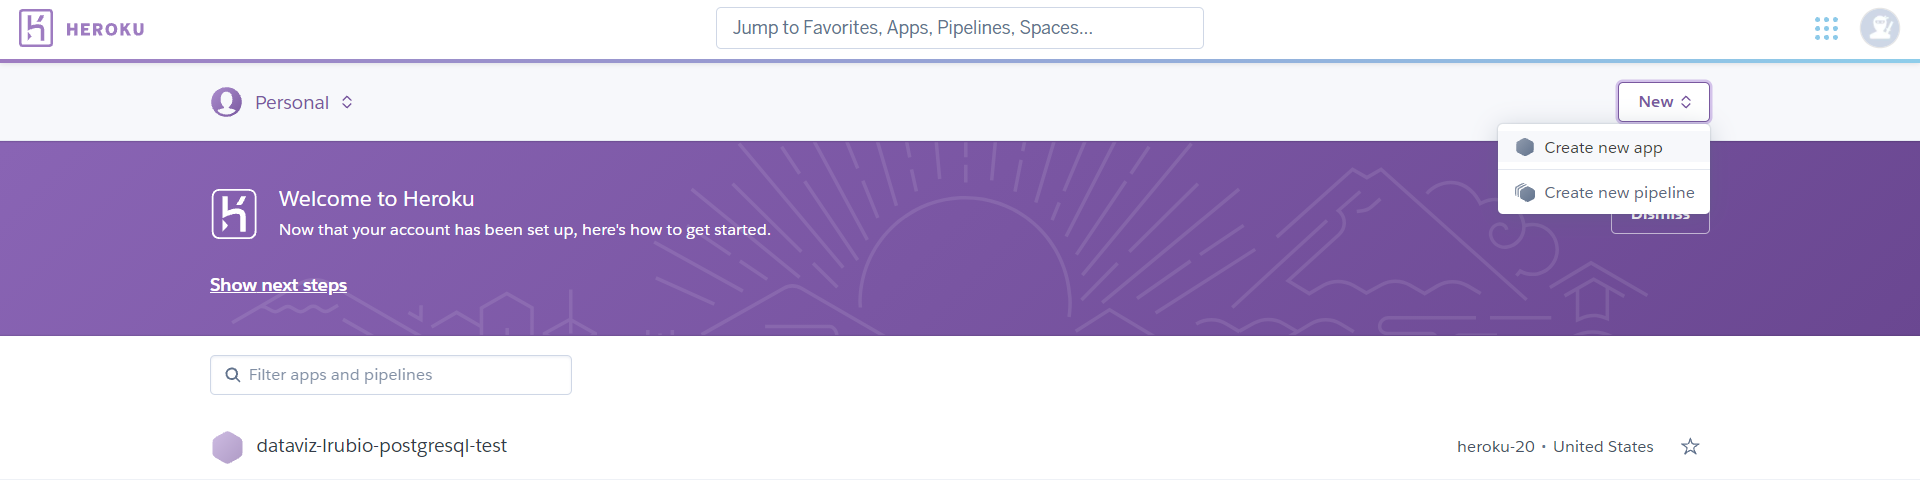 HEROKU
Jump to Favorites, Apps, Pipelines, Spaces...
Personal
New
Create new app
Create new pipeline
Dismiss
Welcome to Heroku
Now that your account has been set up, here's how to get started.
Show next steps
Filter apps and pipelines
dataviz-lrubio-postgresql-test
heroku-20 • United States